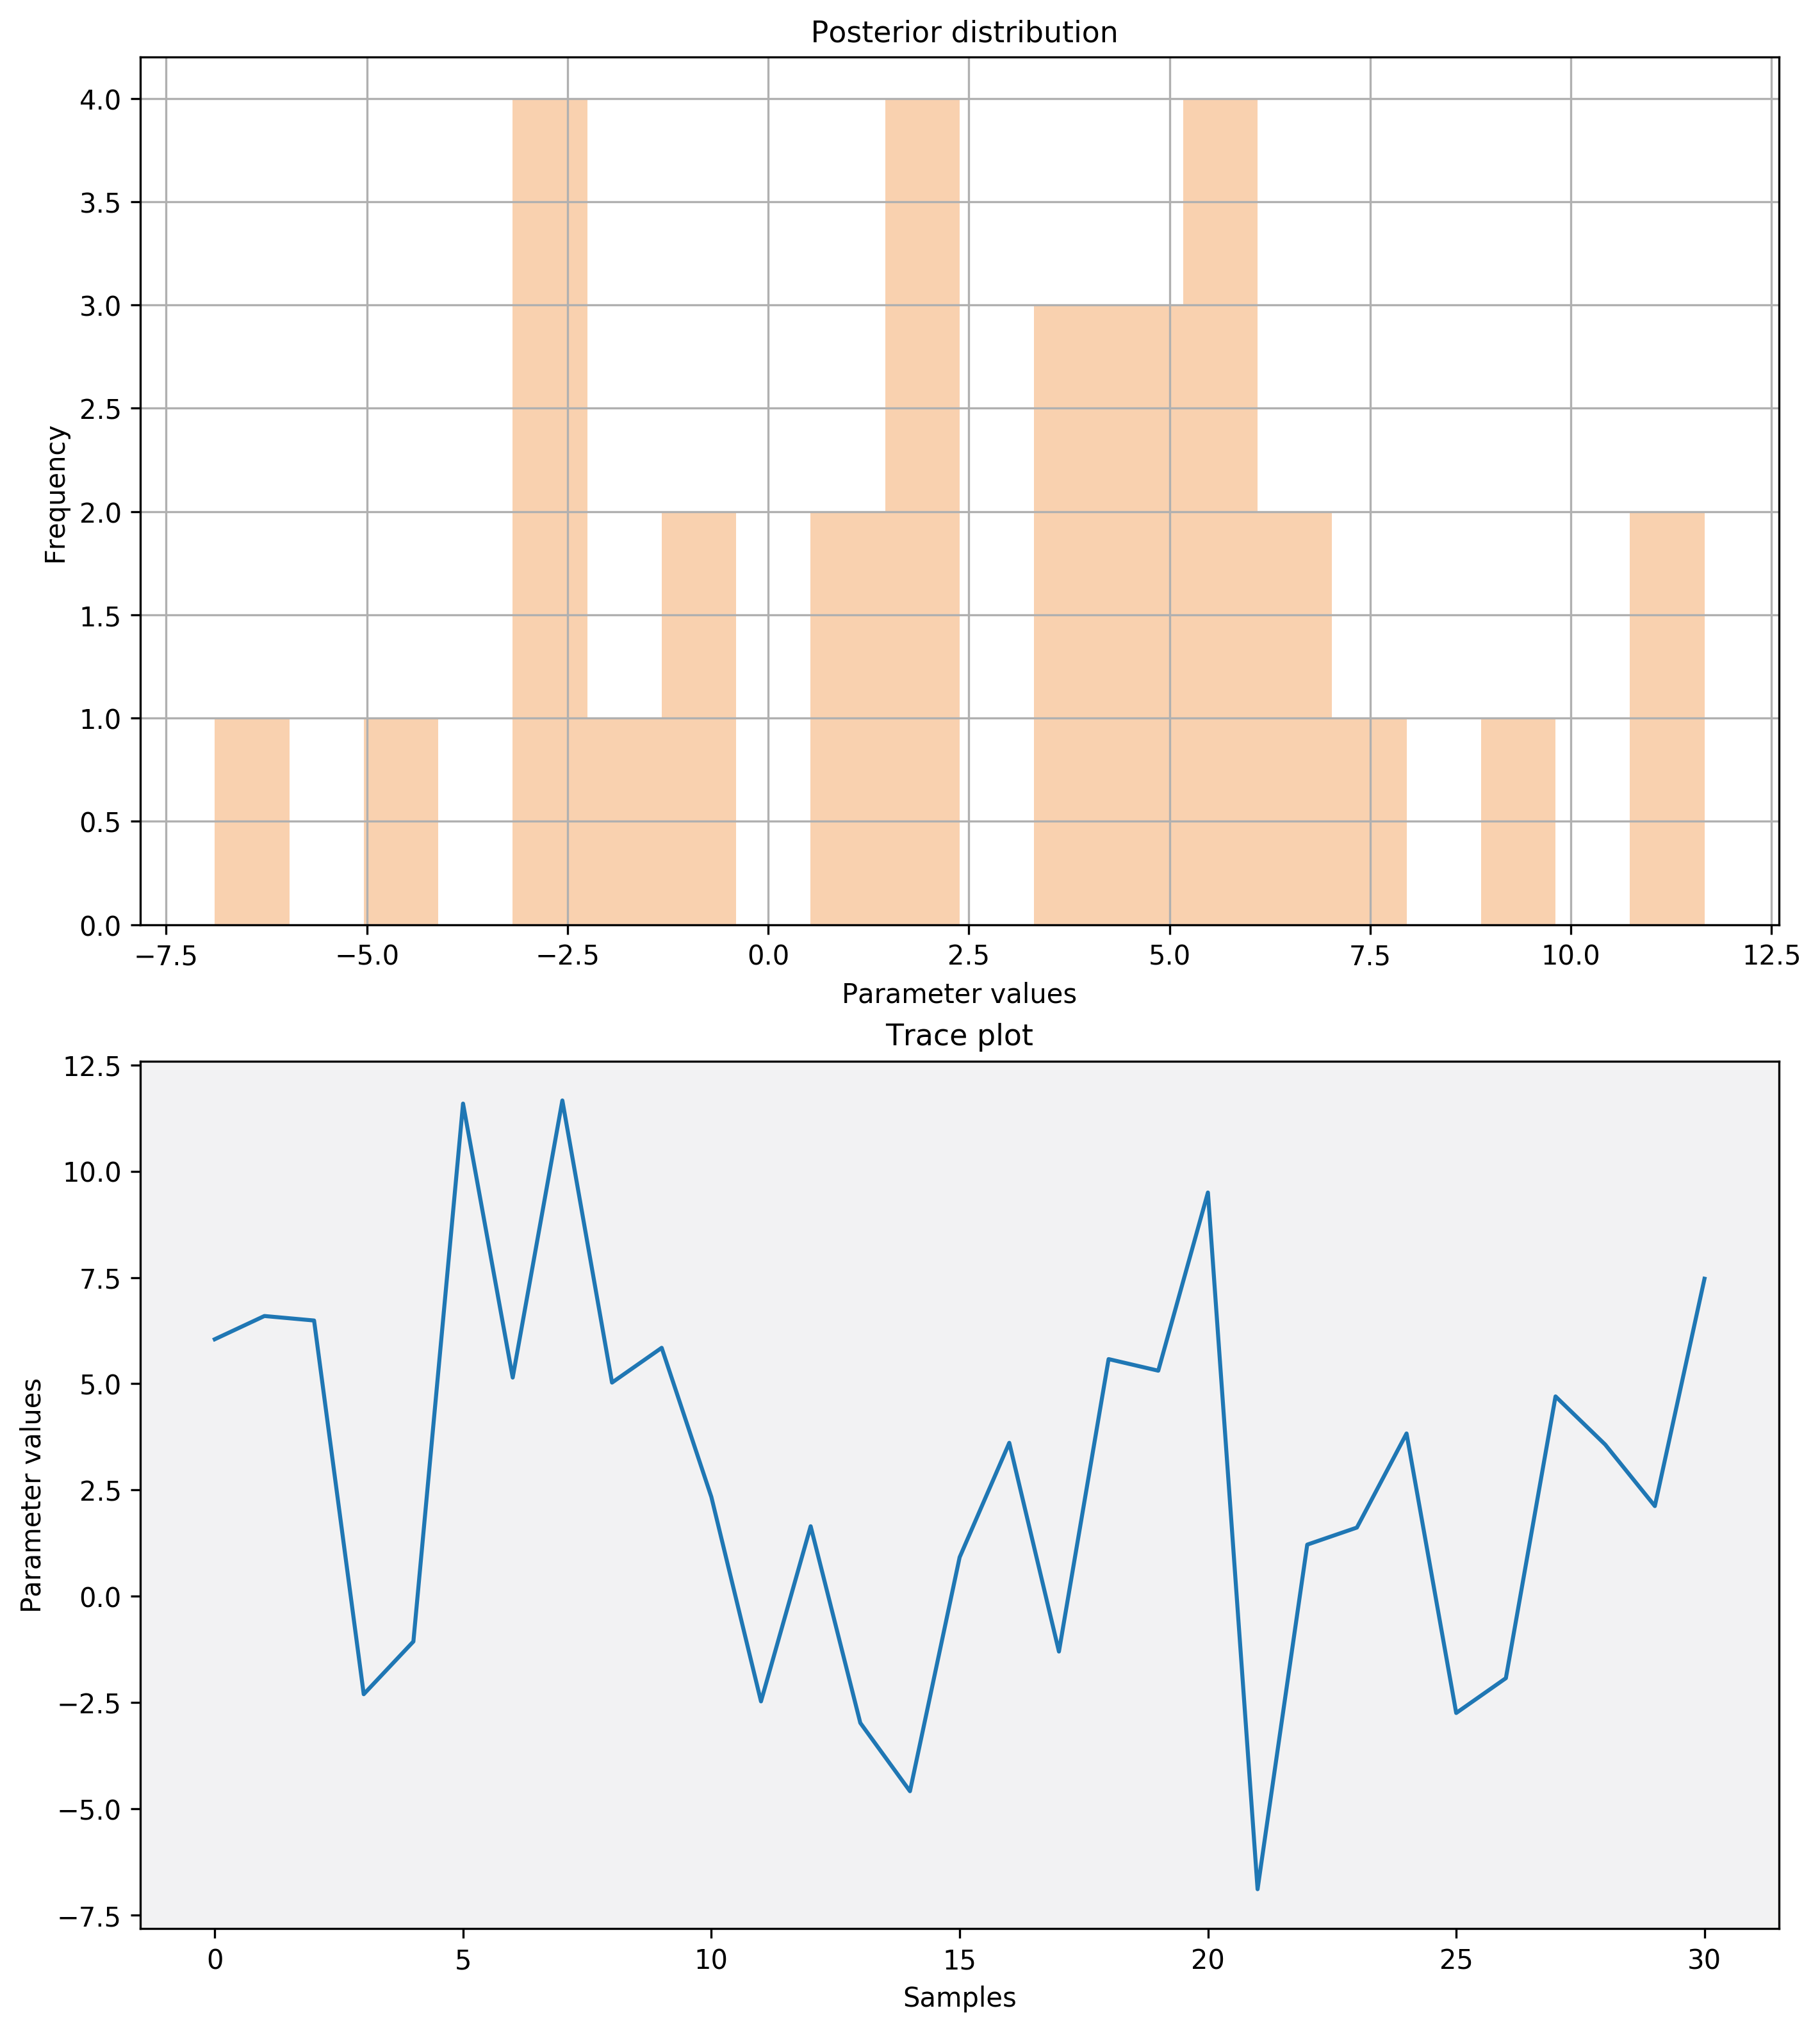 Posterior distribution
4.0
3.5
3.0
2.5
2.0
1.5
1.0
0.5
0.0
Frequency
−7.5 −5.0 −2.5 0.0 2.5 5.0 7.5 10.0 12.5
Parameter values
Trace plot
12.5
10.0
7.5
5.0
2.5
0.0
−2.5
−5.0
−7.5
Parameter values
0 5 10 15 20 25 30
Samples